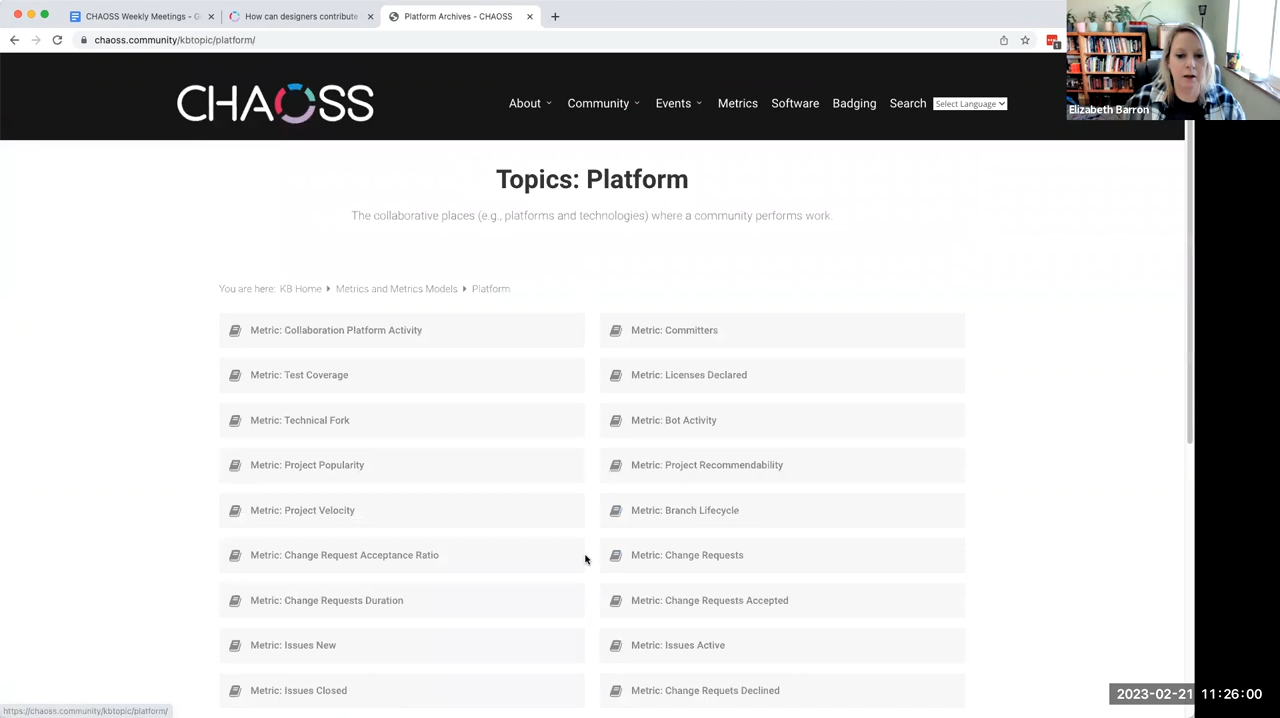 CHAOSS Weekly Meetings - G
How can designers contribute
Platform Archives - CHAOSS
chaoss.community/kbtopic/platform/
Elizabeth Barron
CHAOSS
About
Community
Events
Metrics
Software
Badging
Search
Select Language
Topics: Platform
The collaborative places (e.g., platforms and technologies) where a community performs work.
You are here: KB Home Metrics and Metrics Models Platform
Metric: Collaboration Platform Activity
Metric: Committers
Metric: Test Coverage
Metric: Licenses Declared
Metric: Technical Fork
Metric: Bot Activity
Metric: Project Popularity
Metric: Project Recommendability
Metric: Project Velocity
Metric: Branch Lifecycle
Metric: Change Request Acceptance Ratio
Metric: Change Requests
Metric: Change Requests Duration
Metric: Change Requests Accepted
Metric: Issues New
Metric: Issues Active
Metric: Issues Closed
Metric: Change Requets Declined
2023-02-21 11:26:00
https://chaoss.community/kbtopic/platform/